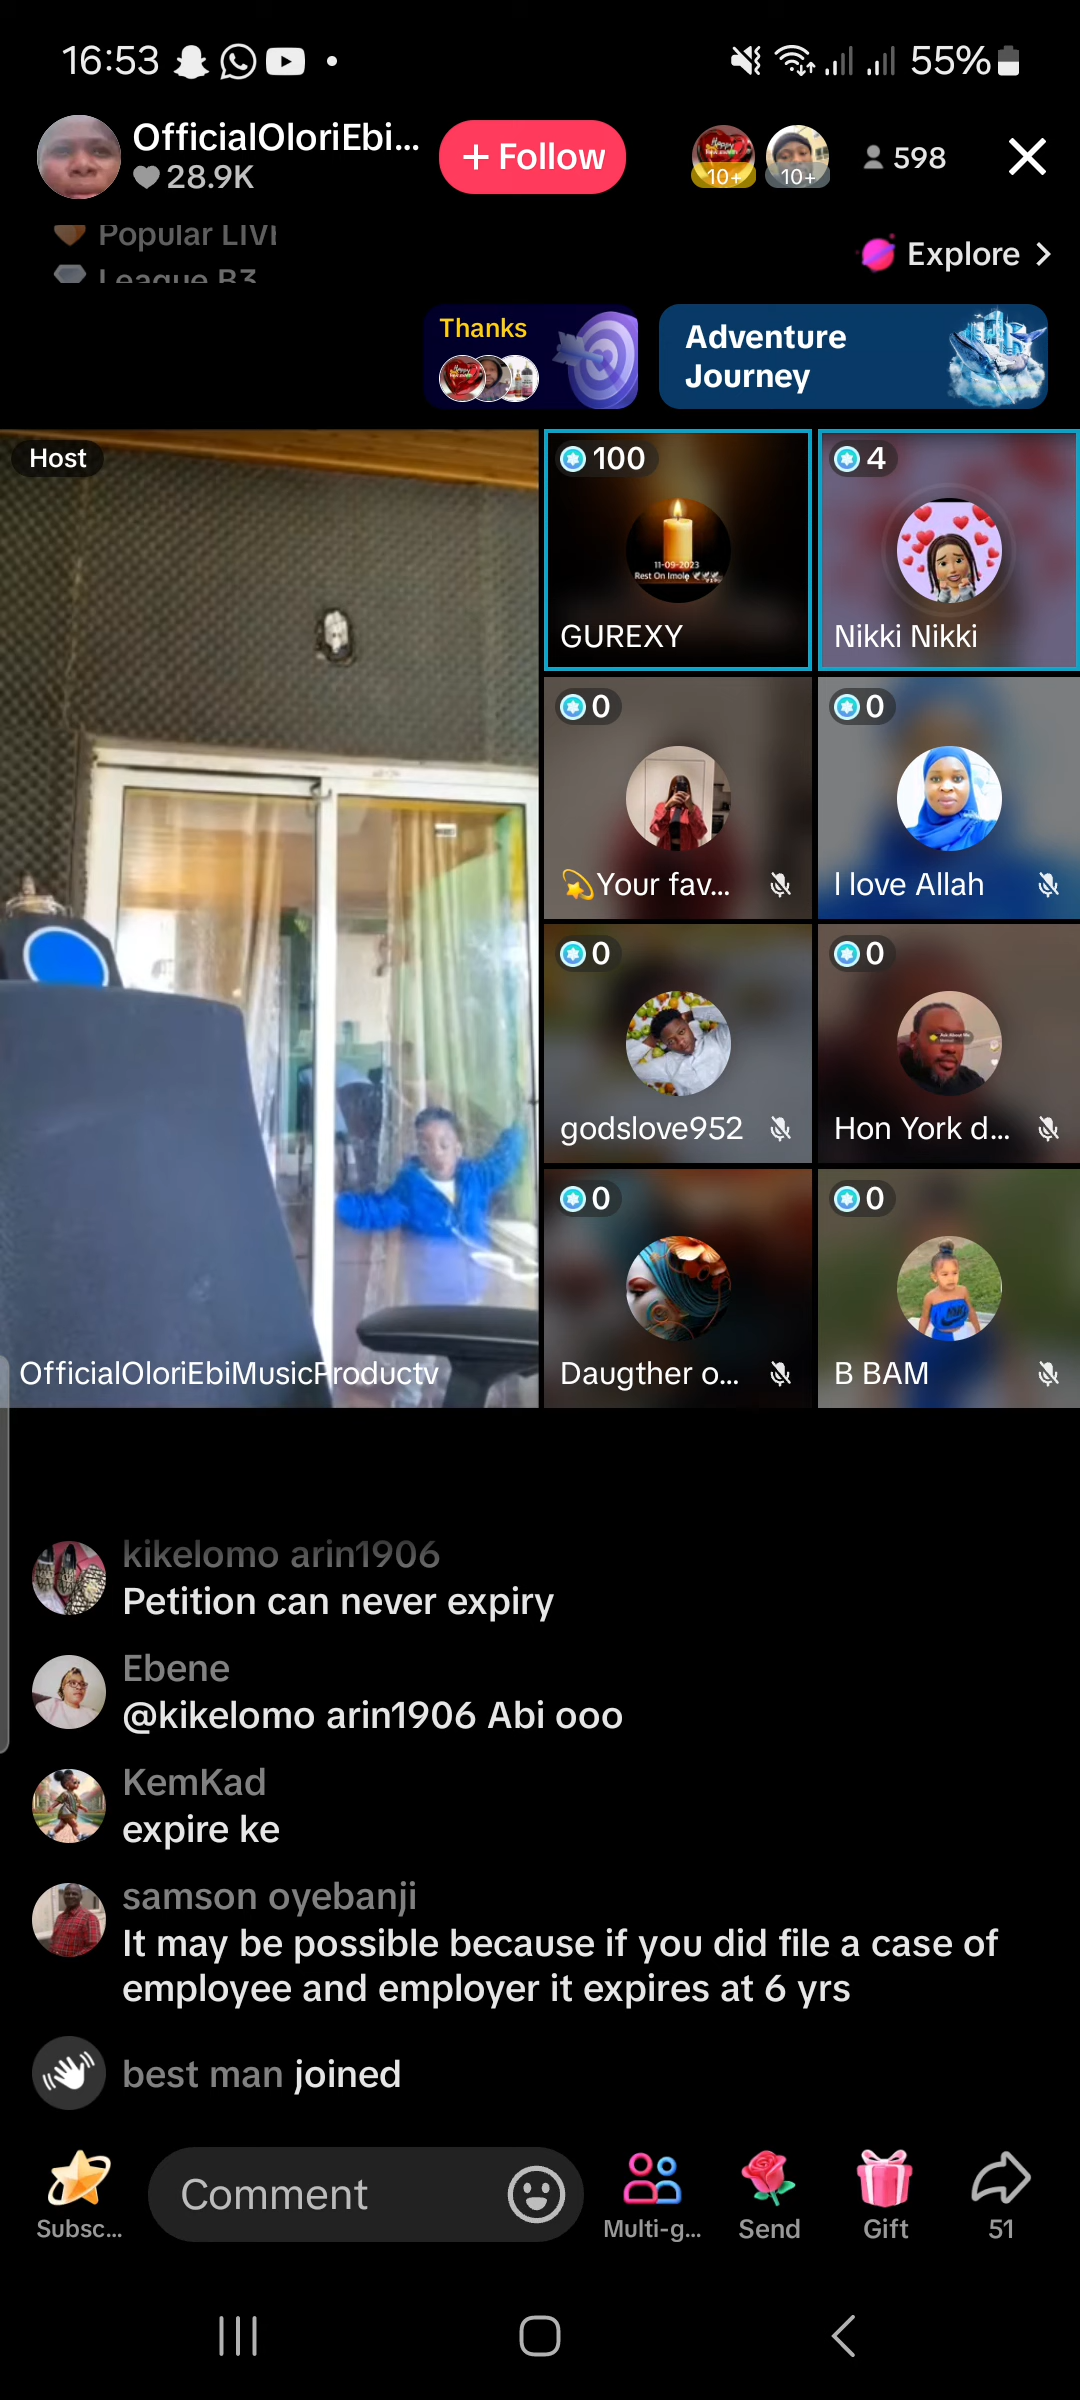 16:53
55%
OfficialOloriEbi...
28.9K
+ Follow
10+
10+
598
Popular LIVE
League B3
Explore >
Thanks
Adventure
Journey
Host
100
11-09-2023
Rest On Imole
GUREXY
4
Nikki Nikki
0
Your fav...
0
I love Allah
0
godslove952
0
Hon York d...
0
Daugther o...
0
B BAM
OfficialOloriEbiMusicProductv
kikelomo arin1906
Petition can never expiry
Ebene
@kikelomo arin1906 Abi ooo
KemKad
expire ke
samson oyebanji
It may be possible because if you did file a case of
employee and employer it expires at 6 yrs
best man joined
Comment
Subsc...
Multi-g...
Send
Gift
51